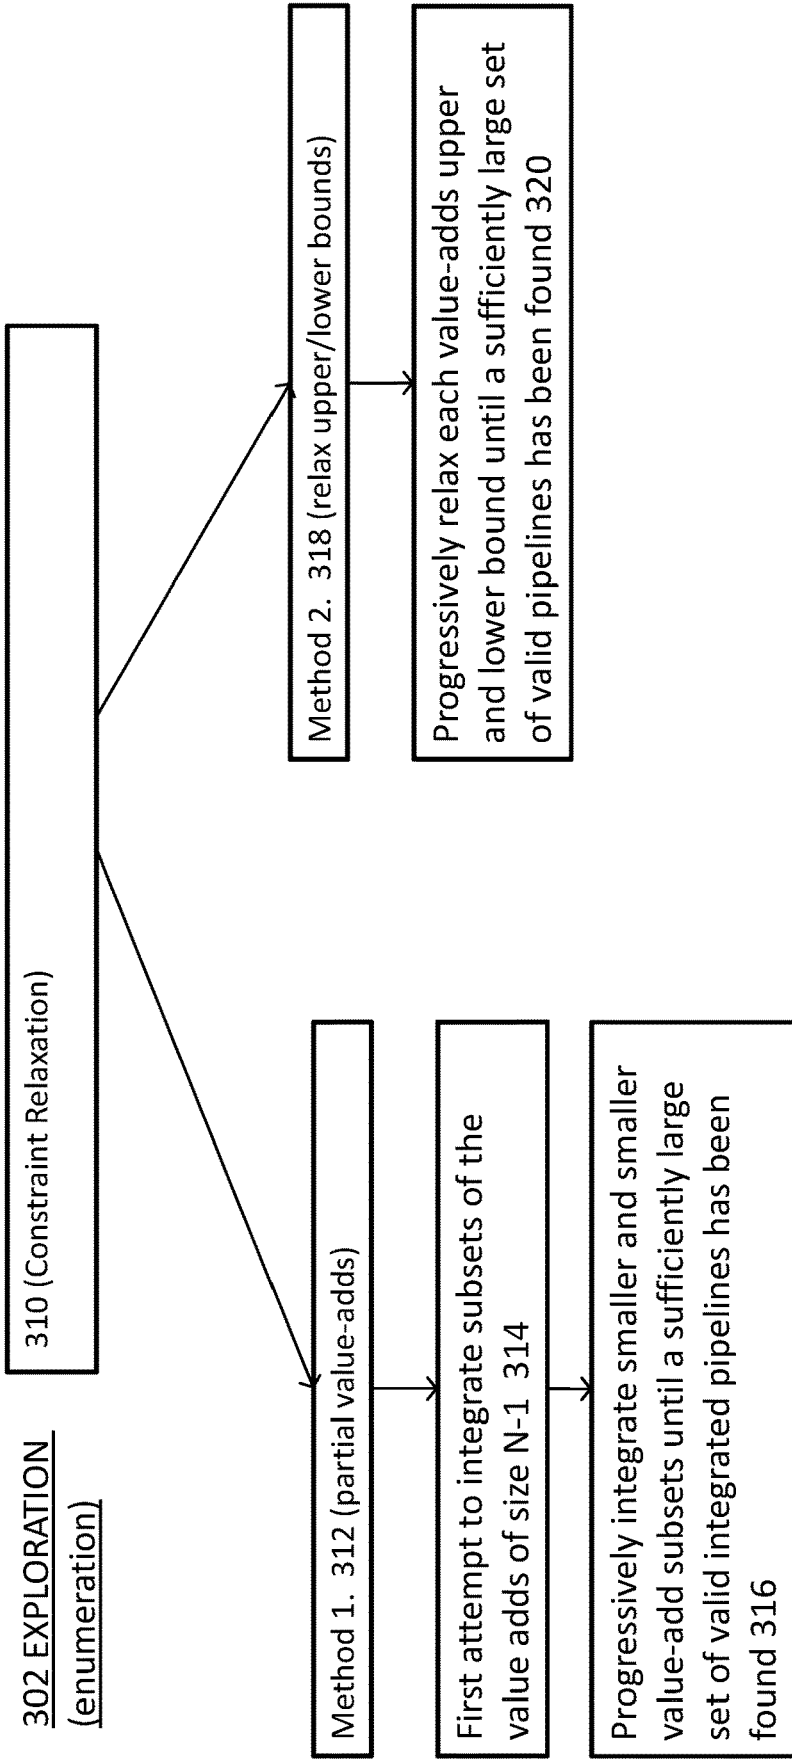 302 EXPLORATION
(enumeration)
310 (Constraint Relaxation)
Method 1. 312 (partial value-adds)
First attempt to integrate subsets of the
value adds of size N-1 314
Progressively integrate smaller and smaller
value-add subsets until a sufficiently large
set of valid integrated pipelines has been
found 316
Method 2. 318 (relax upper/lower bounds)
Progressively relax each value-adds upper
and lower bound until a sufficiently large set
of valid pipelines has been found 320